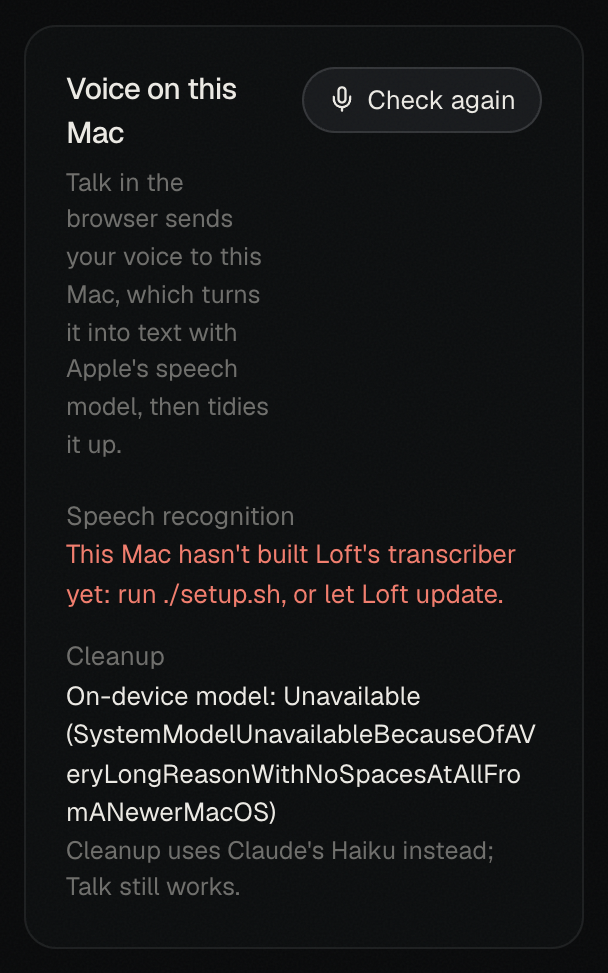 Voice on this
Mac
Check again
Talk in the
browser sends
your voice to this
Mac, which turns
it into text with
Apple's speech
model, then tidies
it up.
Speech recognition
This Mac hasn't built Loft's transcriber
yet: run ./setup.sh, or let Loft update.
Cleanup
On-device model: Unavailable
(SystemModelUnavailableBecauseOfAV
eryLongReasonWithNoSpacesAtAllFro
mANewerMacOS)
Cleanup uses Claude's Haiku instead;
Talk still works.